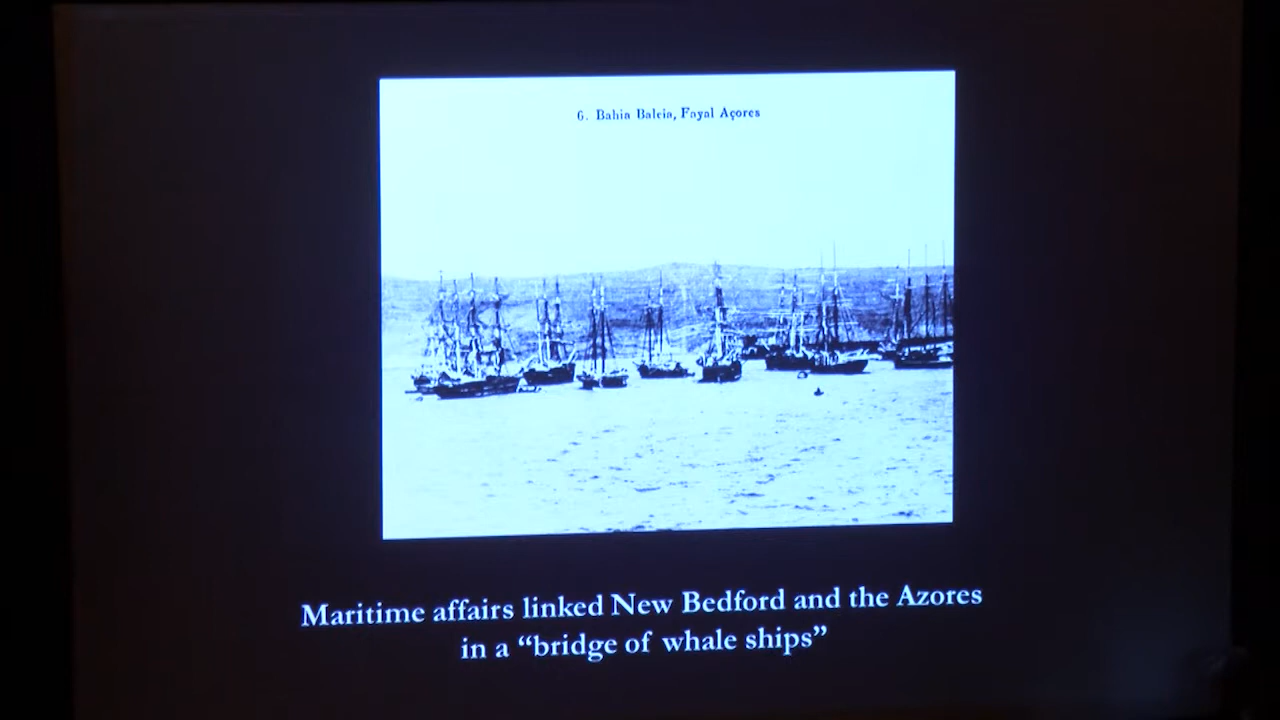 6. Bahia Baleia, Fayal Açores
Maritime affairs linked New Bedford and the Azores
in a “bridge of whale ships”